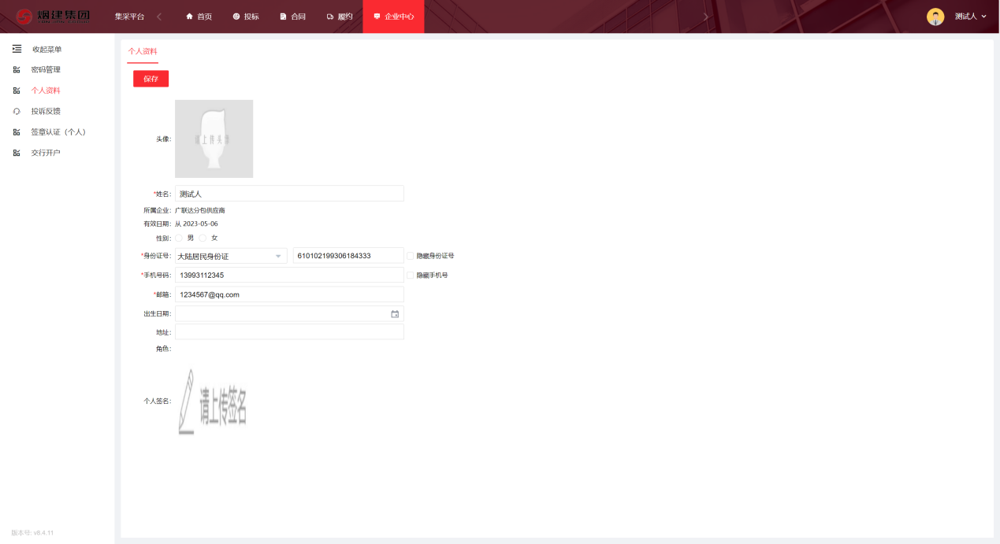 烟建集团 集采平台 首页 投标 合同 履约 企业中心 测试人
收起菜单
密码管理
个人资料
投诉反馈
签章认证（个人）
交行开户
版本号: v8.4.11
个人资料
保存
头像: 请上传头像
*姓名: 测试人
所属企业: 广联达分包供应商
有效日期: 从 2023-05-06
性别: 男 女
*身份证号: 大陆居民身份证 610102199306184333 隐藏身份证号
*手机号码: 13993112345 隐藏手机号
*邮箱: 1234567@qq.com
出生日期:
地址:
角色:
个人签名: 请上传签名